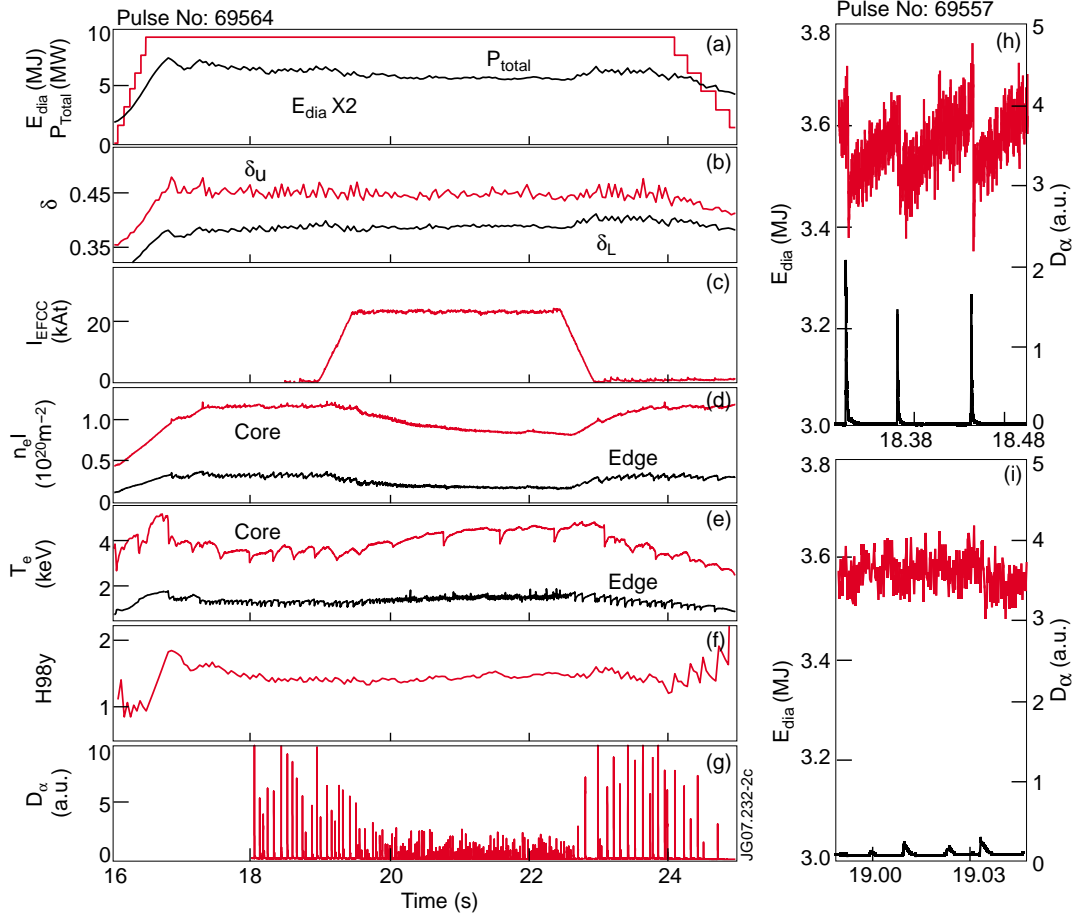 Pulse No: 69564
E_dia (MJ)
P_Total (MW)
10
5
0
(a)
P_total
E_dia X2
δ
0.45
0.35
(b)
δ_u
δ_L
I_EFCC
(kAt)
20
0
(c)
n_el
(10^20m−2)
1.0
0.5
0
(d)
Core
Edge
T_e
(keV)
4
2
0
(e)
Core
Edge
H98y
2
1
(f)
D_α
(a.u.)
10
5
0
(g)
16 18 20 22 24
Time (s)
JG07.232-2c
Pulse No: 69557
E_dia (MJ)
3.8
3.6
3.4
3.2
3.0
(h)
5
4
3
2
1
0
D_α (a.u.)
18.38 18.48
E_dia (MJ)
3.8
3.6
3.4
3.2
3.0
(i)
5
4
3
2
1
0
D_α (a.u.)
19.00 19.03